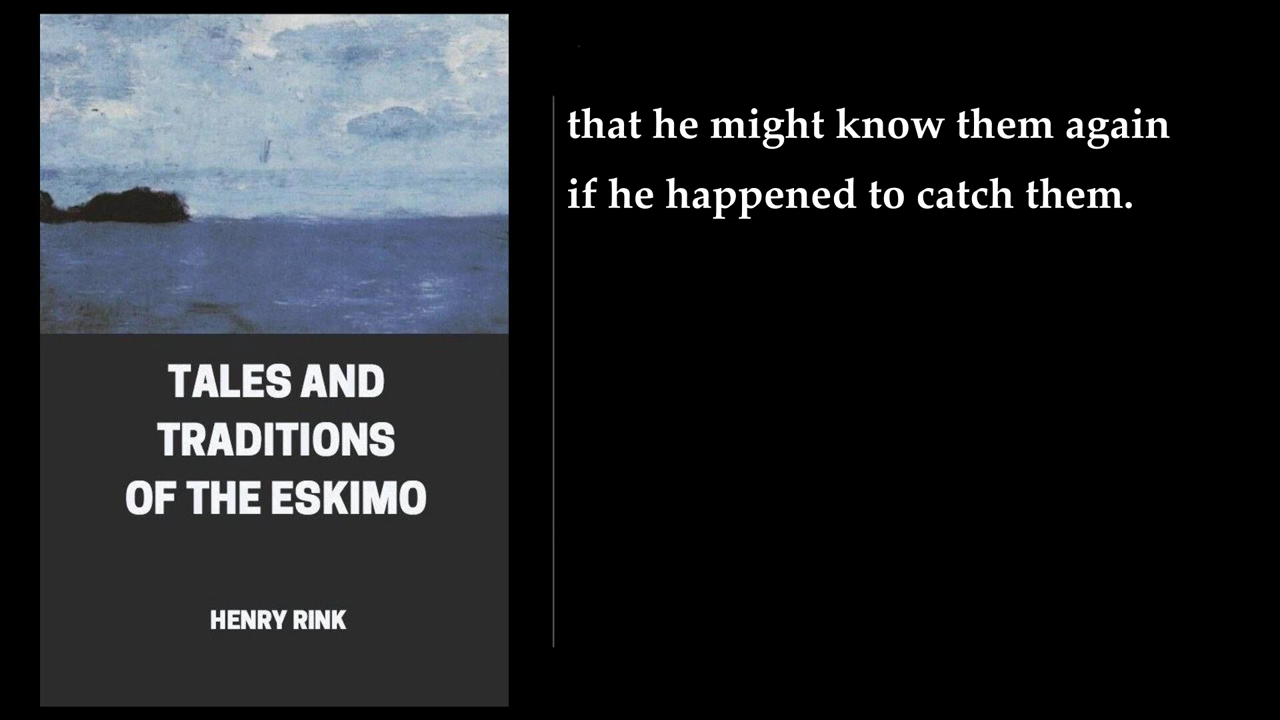 TALES AND
TRADITIONS
OF THE ESKIMO
HENRY RINK
that he might know them again
if he happened to catch them.